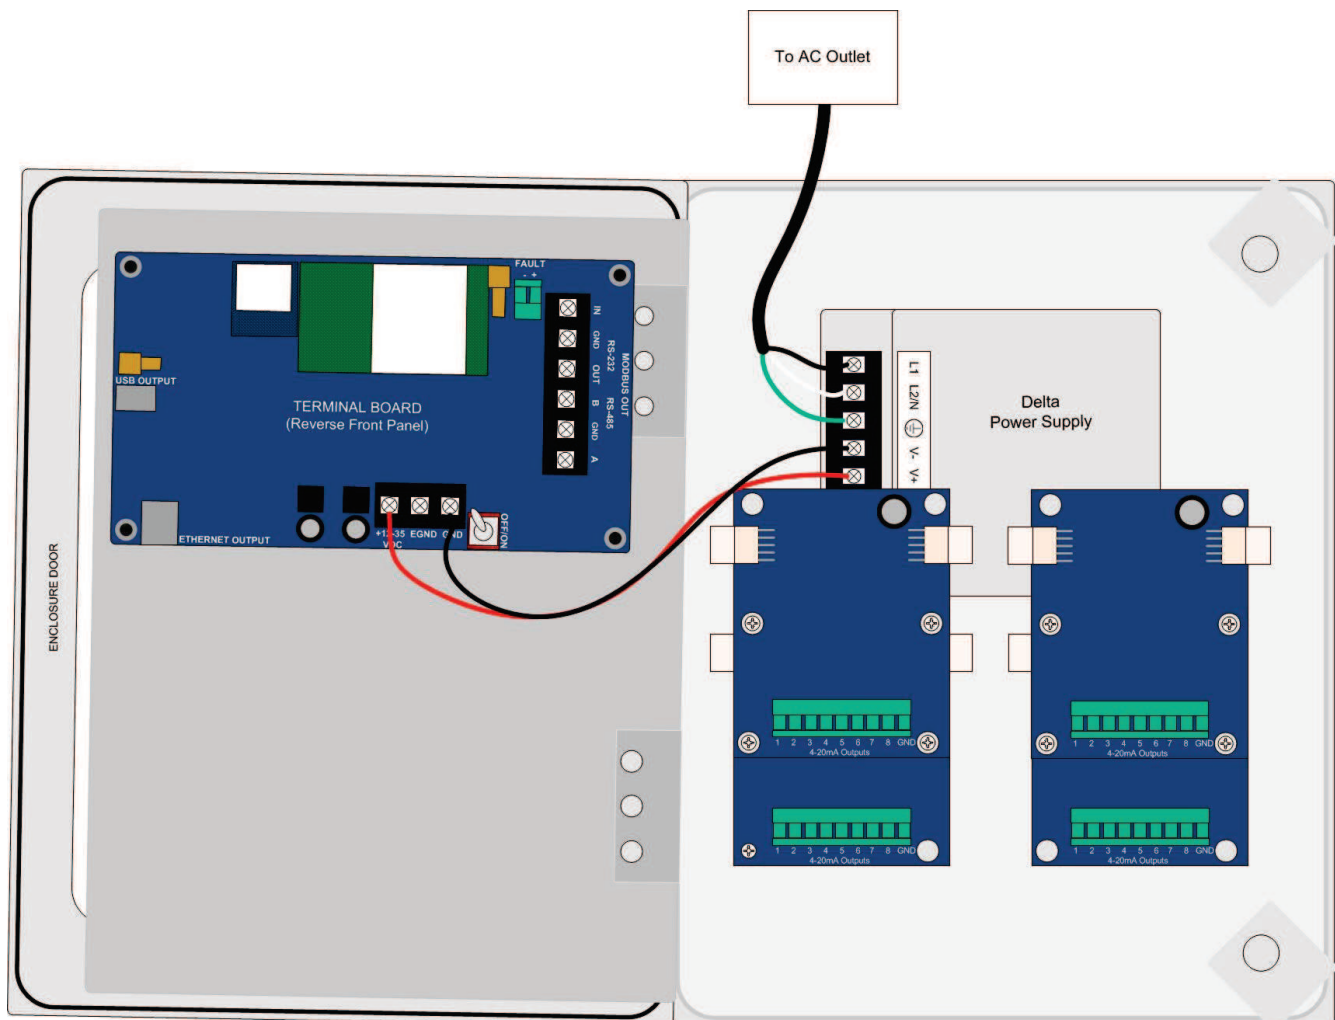 To AC Outlet
FAULT
- +
IN
GND
OUT
B
GND
A
RS-232
RS-485
MODBUS OUT
USB OUTPUT
TERMINAL BOARD
(Reverse Front Panel)
ETHERNET OUTPUT
+12-35
VDC
EGND
GND
OFF/ON
ENCLOSURE DOOR
L1
L2/N
V-
V+
Delta
Power Supply
1 2 3 4 5 6 7 8 GND
4-20mA Outputs
1 2 3 4 5 6 7 8 GND
4-20mA Outputs
1 2 3 4 5 6 7 8 GND
4-20mA Outputs
1 2 3 4 5 6 7 8 GND
4-20mA Outputs